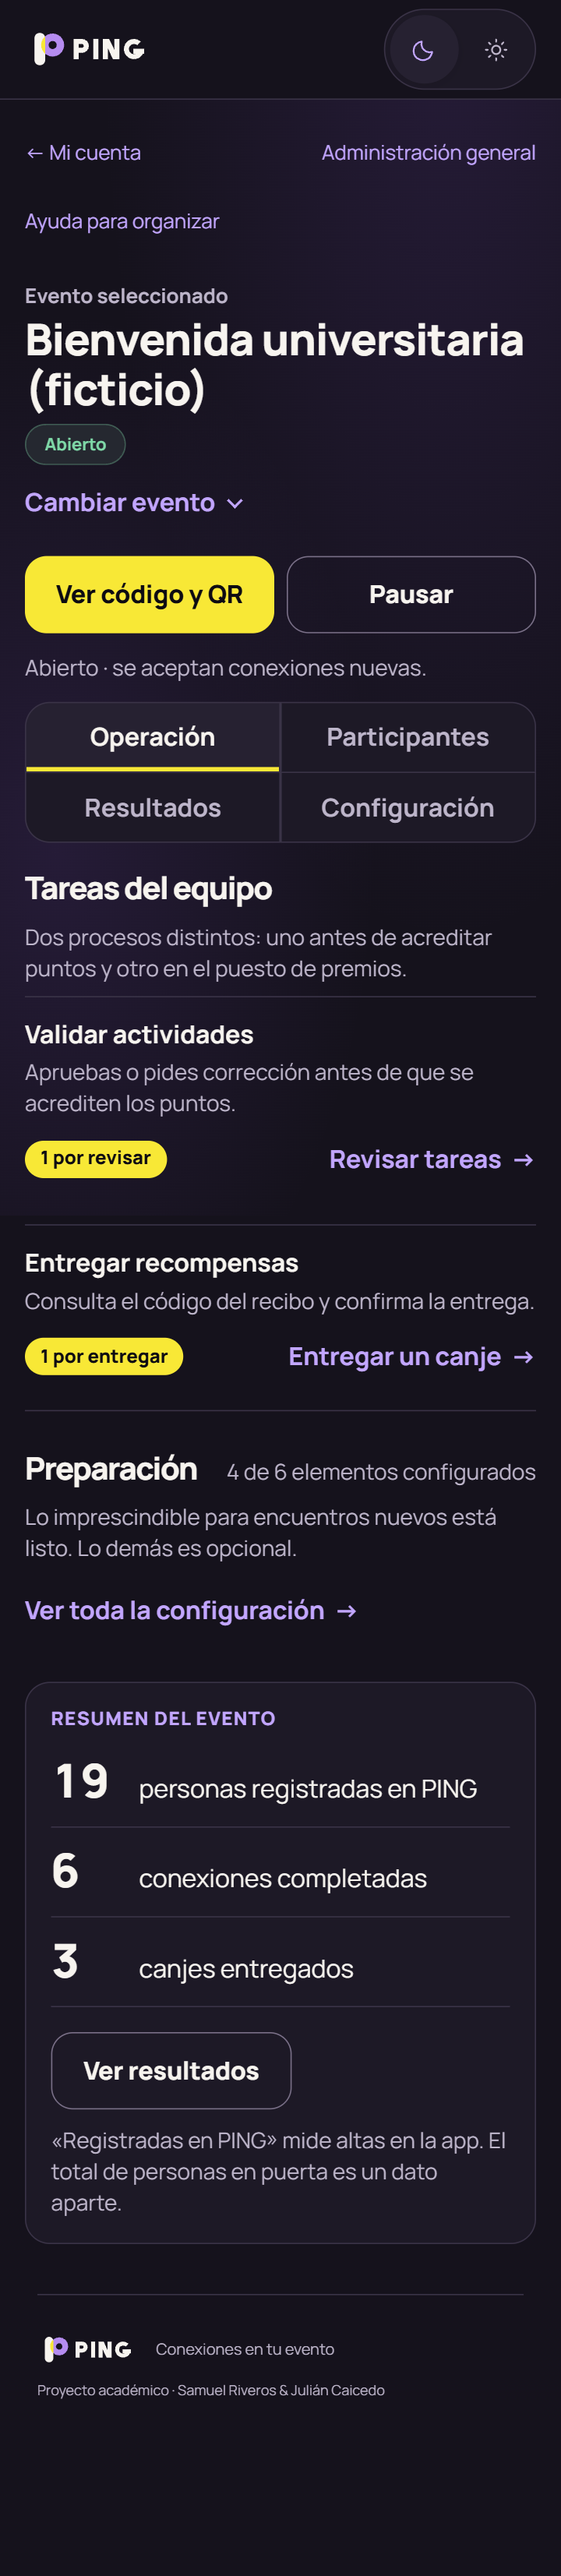 PING
← Mi cuenta
Administración general
Ayuda para organizar
Evento seleccionado
Bienvenida universitaria
(ficticio)
Abierto
Cambiar evento
Ver código y QR
Pausar
Abierto · se aceptan conexiones nuevas.
Operación
Participantes
Resultados
Configuración
Tareas del equipo
Dos procesos distintos: uno antes de acreditar
puntos y otro en el puesto de premios.
Validar actividades
Apruebas o pides corrección antes de que se
acrediten los puntos.
1 por revisar
Revisar tareas →
Entregar recompensas
Consulta el código del recibo y confirma la entrega.
1 por entregar
Entregar un canje →
Preparación
4 de 6 elementos configurados
Lo imprescindible para encuentros nuevos está
listo. Lo demás es opcional.
Ver toda la configuración →
RESUMEN DEL EVENTO
19 personas registradas en PING
6 conexiones completadas
3 canjes entregados
Ver resultados
«Registradas en PING» mide altas en la app. El
total de personas en puerta es un dato
aparte.
PING Conexiones en tu evento
Proyecto académico · Samuel Riveros & Julián Caicedo